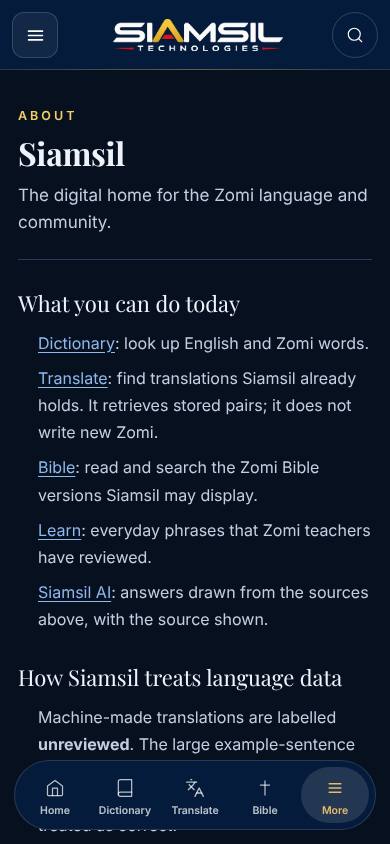 SIAMSIL
TECHNOLOGIES
ABOUT
Siamsil
The digital home for the Zomi language and
community.
What you can do today
Dictionary: look up English and Zomi words.
Translate: find translations Siamsil already
holds. It retrieves stored pairs; it does not
write new Zomi.
Bible: read and search the Zomi Bible
versions Siamsil may display.
Learn: everyday phrases that Zomi teachers
have reviewed.
Siamsil AI: answers drawn from the sources
above, with the source shown.
How Siamsil treats language data
Machine-made translations are labelled
unreviewed. The large example-sentence
Home
Dictionary
Translate
Bible
More